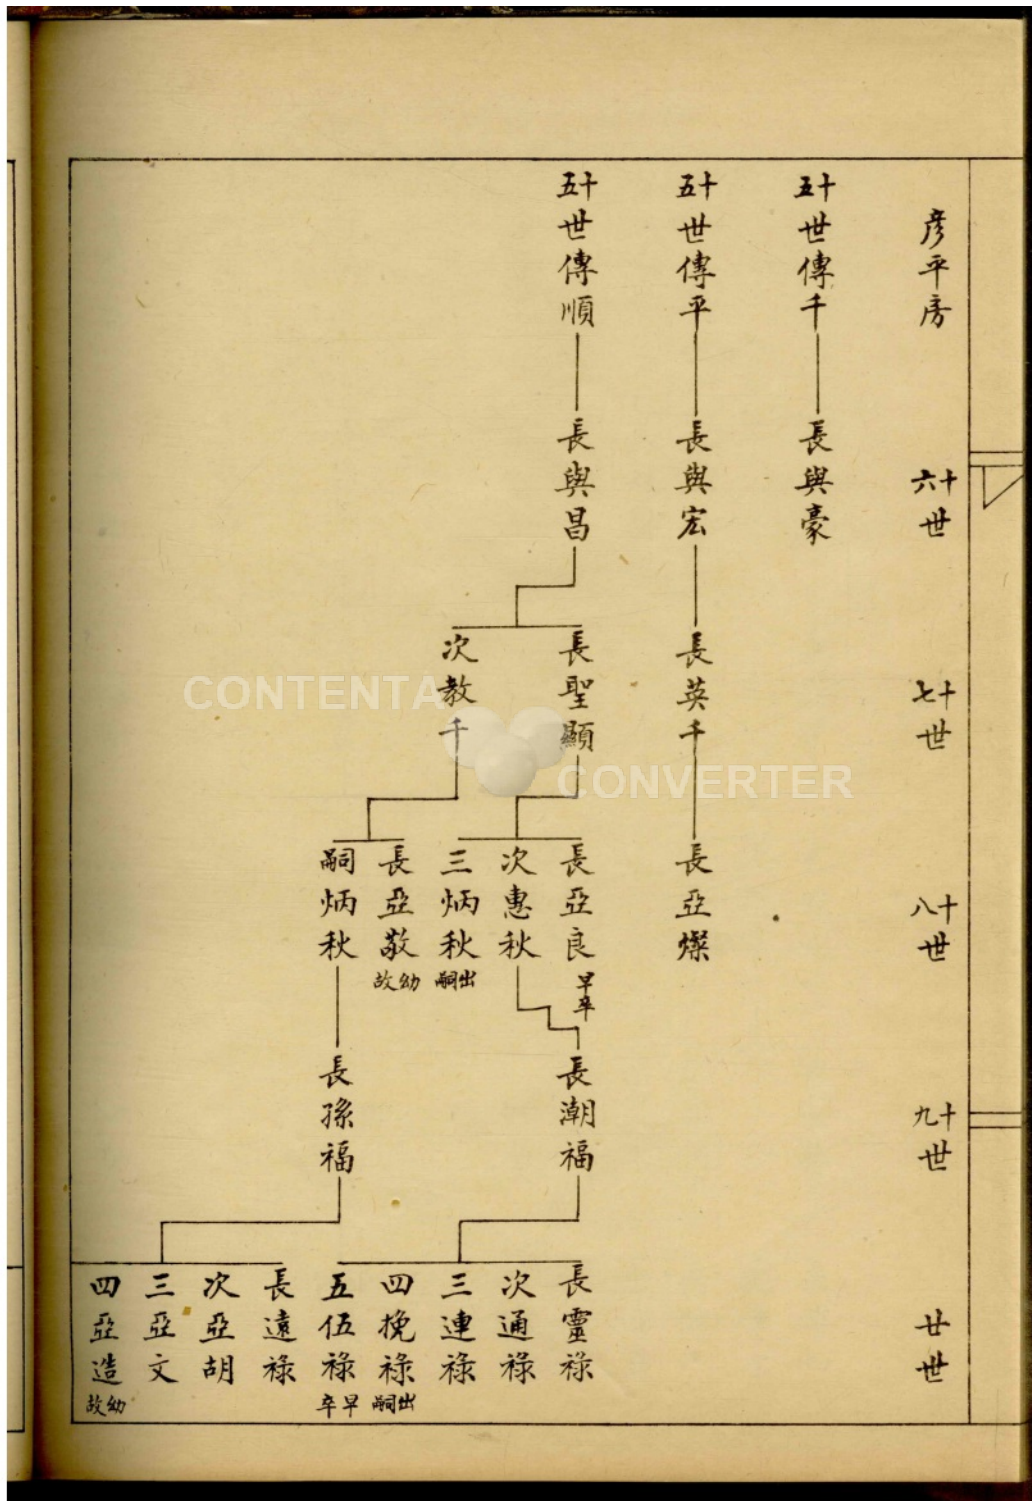 彦平房
十六世
十七世
十八世
十九世
廿世
十五世傳千
長與豪
十五世傳平
長與宏
長英千
長亞燦
十五世傳順
長與昌
長聖顯
次教千
長亞良 早卒
次惠秋
三炳秋 出嗣
長亞敬 幼故
嗣炳秋
長潮福
長孫福
長靈祿
次通祿
三連祿
四挽祿 出嗣
五伍祿 早卒
長遠祿
次亞胡
三亞文
四亞造 幼故
CONTENTA CONVERTER